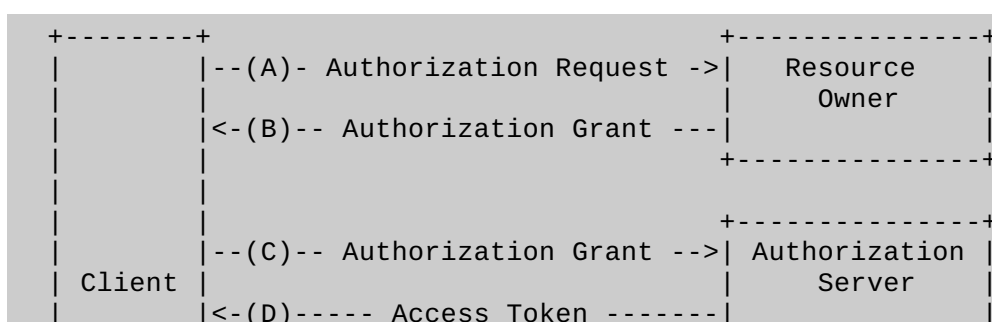 +--------+                               +---------------+
|        |--(A)- Authorization Request ->|   Resource    |
|        |                               |     Owner     |
|        |<-(B)-- Authorization Grant ---|               |
|        |                               +---------------+
|        |
|        |                               +---------------+
|        |--(C)-- Authorization Grant -->| Authorization |
| Client |                               |     Server    |
|        |<-(D)----- Access Token -------|               |